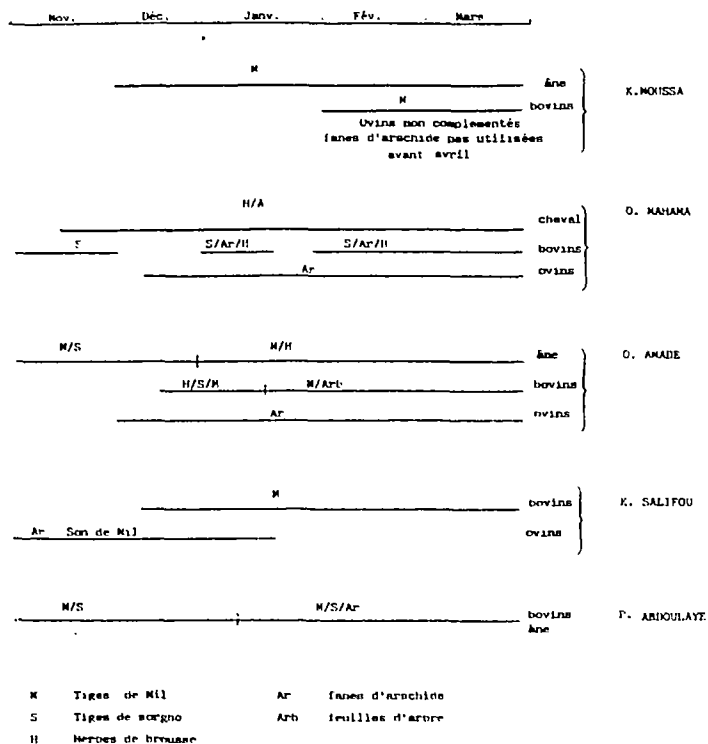 Nov. Déc. Janv. Fév. Mars
M
âne
M
bovins
K.MOUSSA
Ovins non complementés
fanes d'arachide pas utilisées
avant avril
H/A
cheval
O. MAHAMA
S S/Ar/H S/Ar/H
bovins
Ar
ovins
M/S M/H
âne
O. AMADE
H/S/M M/Arb
bovins
Ar
ovins
M
bovins
K. SALIFOU
Ar Son de Mil
ovins
M/S M/S/Ar
bovins
P. ABDOULAYE
âne
M Tiges de Mil Ar fanes d'arachide
S Tiges de sorgho Arb feuilles d'arbre
H Herbes de brousse